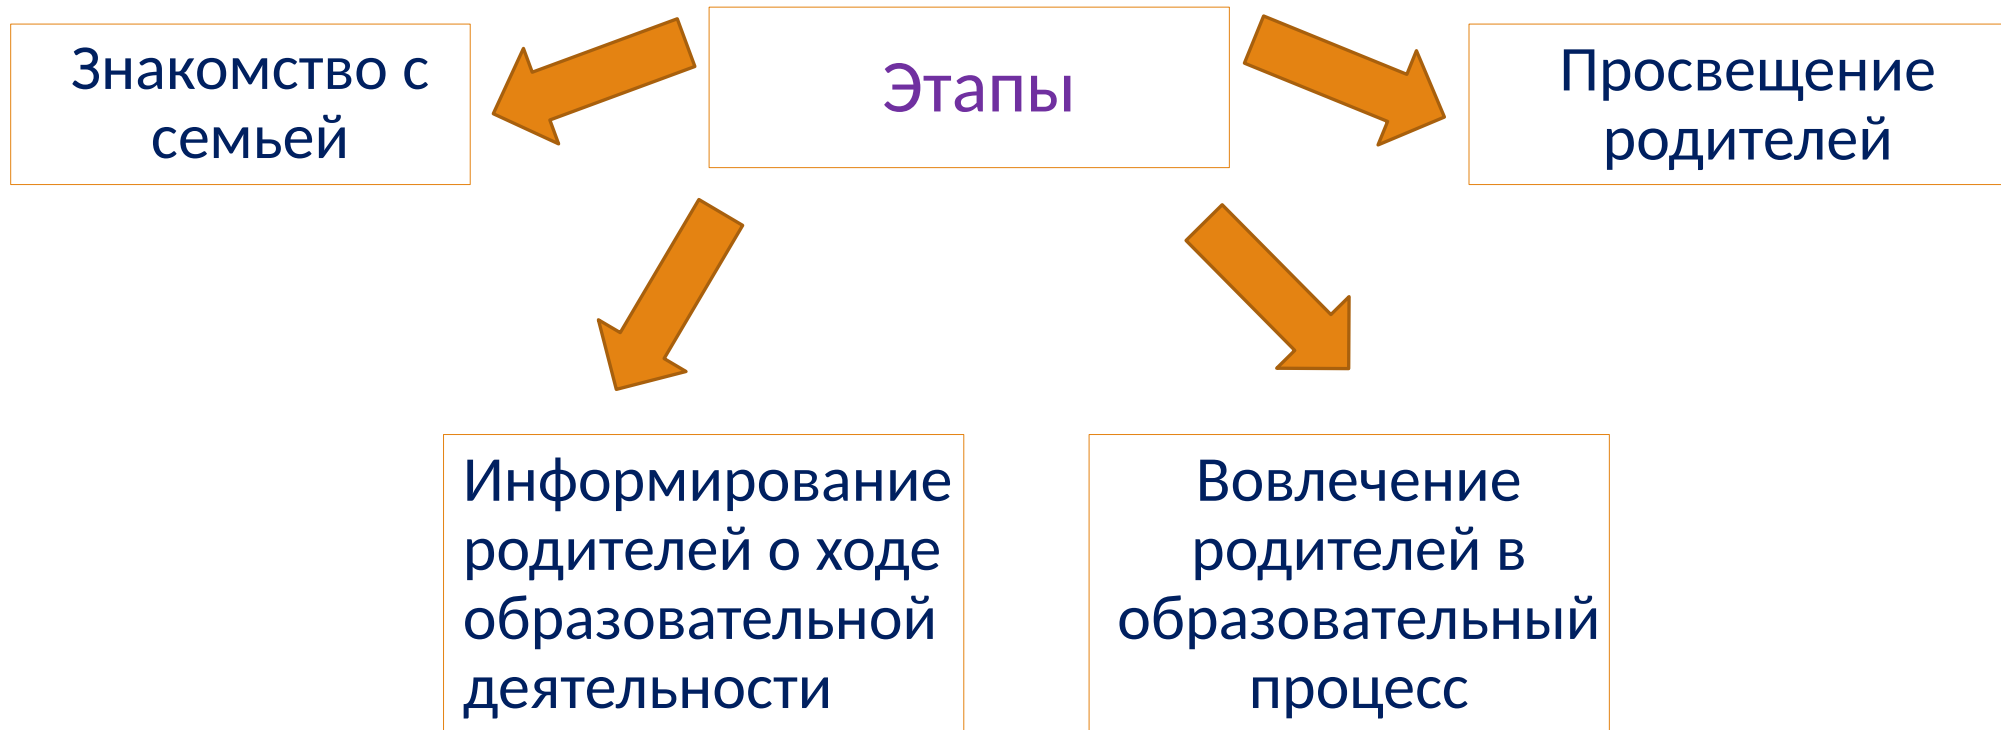 Знакомство с
семьей
Этапы
Просвещение
родителей
Информирование
родителей о ходе
образовательной
деятельности
Вовлечение
родителей в
образовательный
процесс